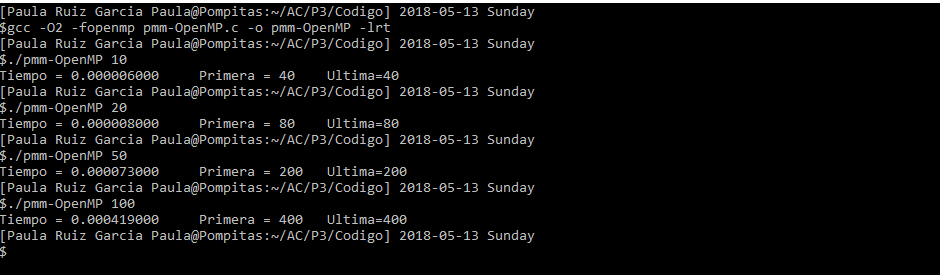 [Paula Ruiz Garcia Paula@Pompitas:~/AC/P3/Codigo] 2018-05-13 Sunday
$gcc -O2 -fopenmp pmm-OpenMP.c -o pmm-OpenMP -lrt
[Paula Ruiz Garcia Paula@Pompitas:~/AC/P3/Codigo] 2018-05-13 Sunday
$./pmm-OpenMP 10
Tiempo = 0.000006000     Primera = 40    Ultima=40
[Paula Ruiz Garcia Paula@Pompitas:~/AC/P3/Codigo] 2018-05-13 Sunday
$./pmm-OpenMP 20
Tiempo = 0.000008000     Primera = 80    Ultima=80
[Paula Ruiz Garcia Paula@Pompitas:~/AC/P3/Codigo] 2018-05-13 Sunday
$./pmm-OpenMP 50
Tiempo = 0.000073000     Primera = 200   Ultima=200
[Paula Ruiz Garcia Paula@Pompitas:~/AC/P3/Codigo] 2018-05-13 Sunday
$./pmm-OpenMP 100
Tiempo = 0.000419000     Primera = 400   Ultima=400
[Paula Ruiz Garcia Paula@Pompitas:~/AC/P3/Codigo] 2018-05-13 Sunday
$